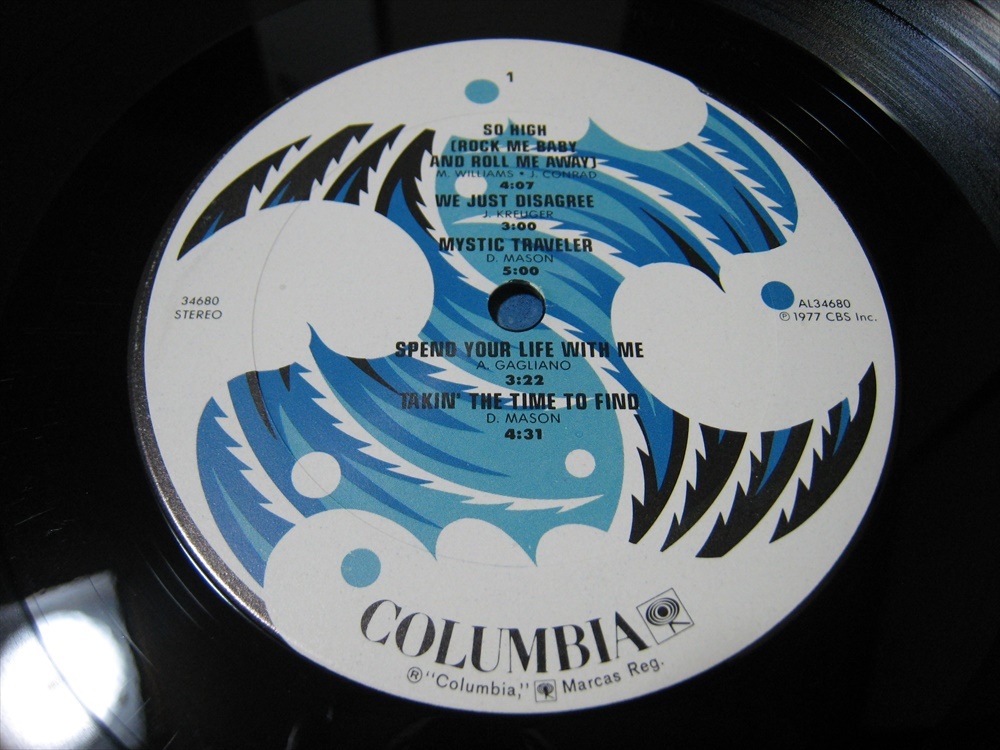 1
SO HIGH
(ROCK ME BABY
AND ROLL ME AWAY)
M. WILLIAMS • J. CONRAD
4:07
WE JUST DISAGREE
J. KREUGER
3:00
MYSTIC TRAVELER
D. MASON
5:00
34680
STEREO
AL34680
℗ 1977 CBS Inc.
SPEND YOUR LIFE WITH ME
A. GAGLIANO
3:22
TAKIN' THE TIME TO FIND
D. MASON
4:31
COLUMBIA
® "Columbia," Marcas Reg.